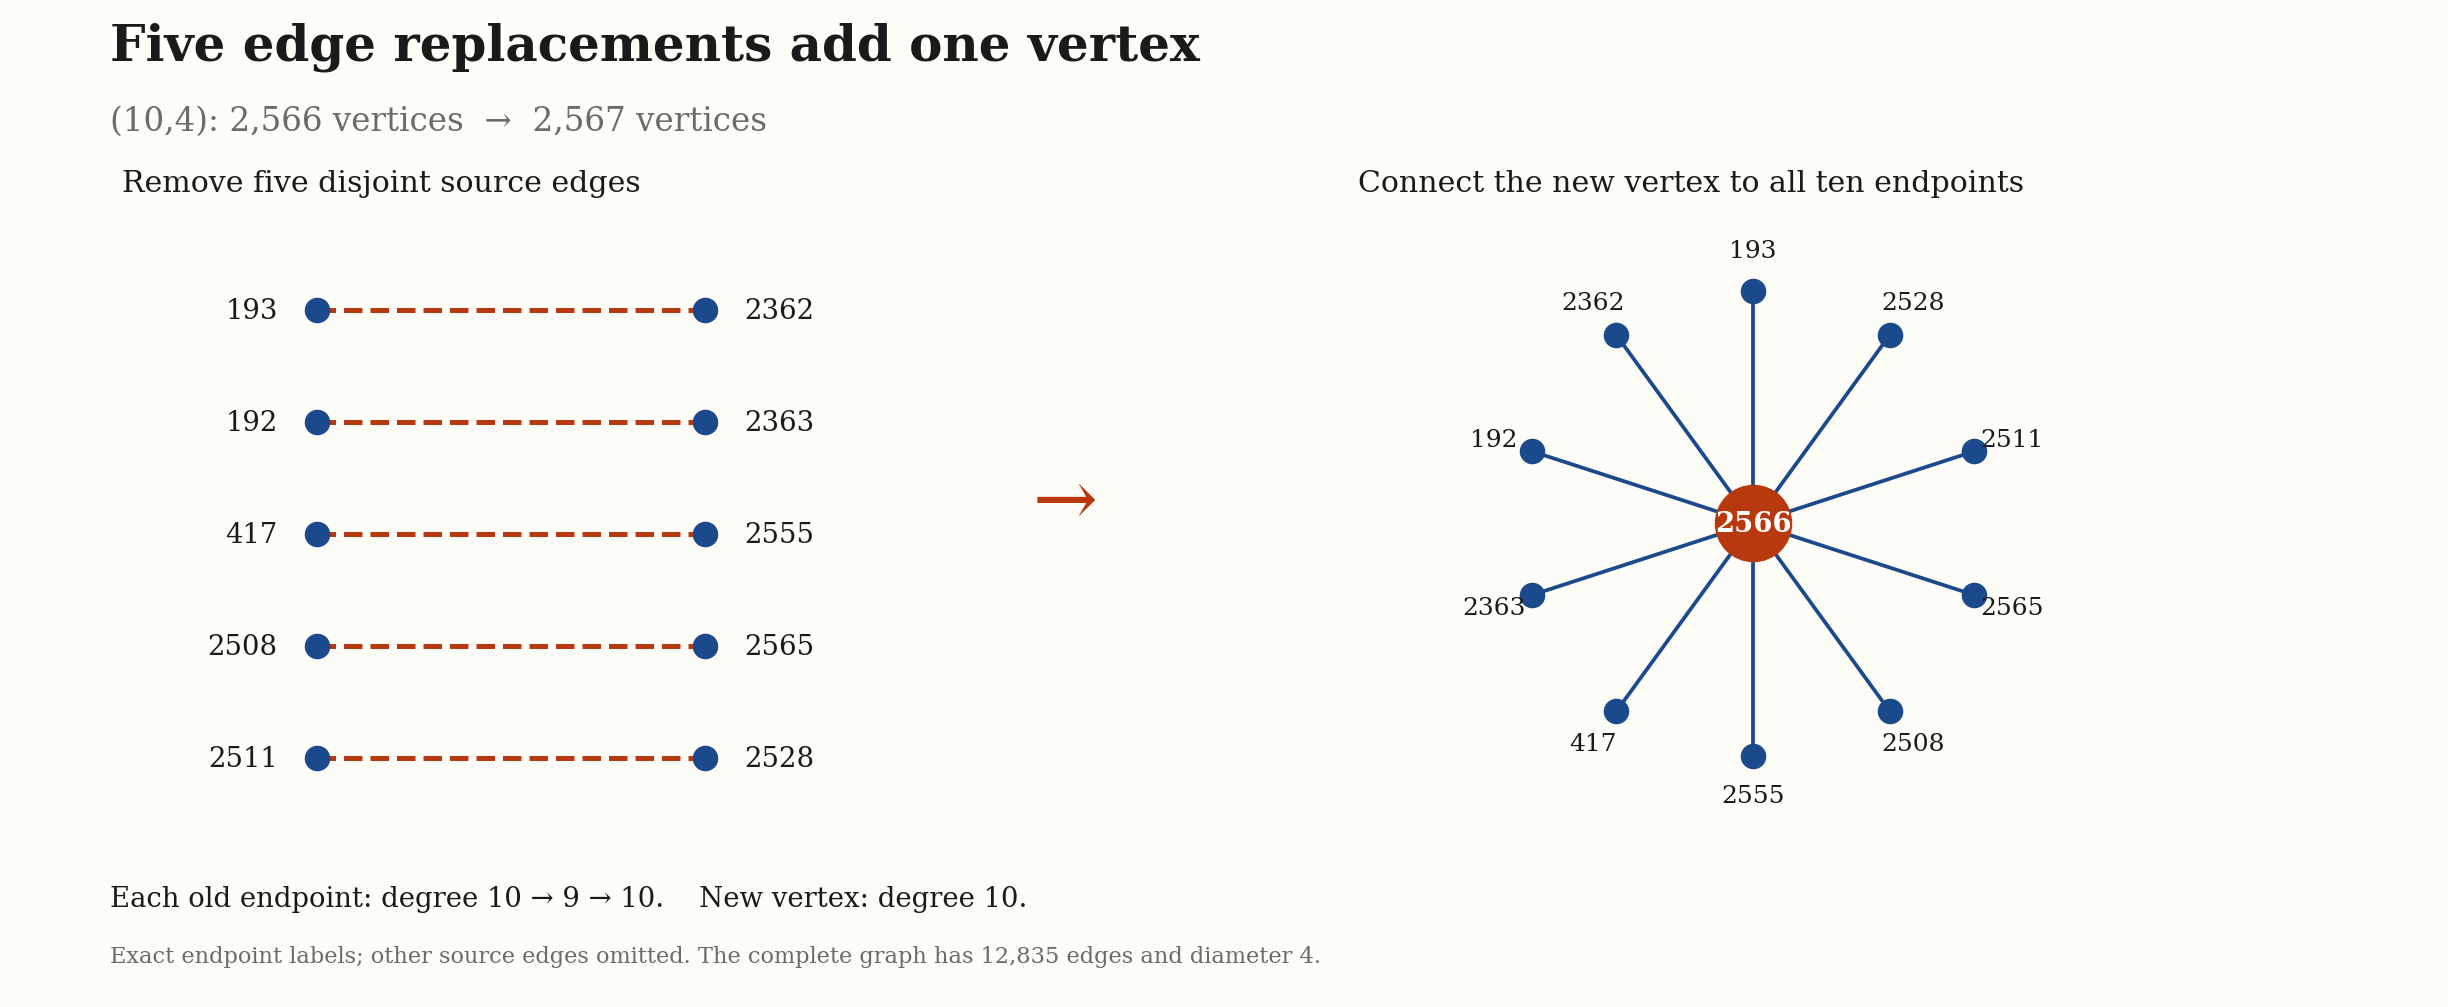 Five edge replacements add one vertex
(10,4): 2,566 vertices → 2,567 vertices
Remove five disjoint source edges
193 2362
192 2363
417 2555
2508 2565
2511 2528
→
Connect the new vertex to all ten endpoints
193
2362 2528
192 2511
2566
2363 2565
417 2508
2555
Each old endpoint: degree 10 → 9 → 10. New vertex: degree 10.
Exact endpoint labels; other source edges omitted. The complete graph has 12,835 edges and diameter 4.